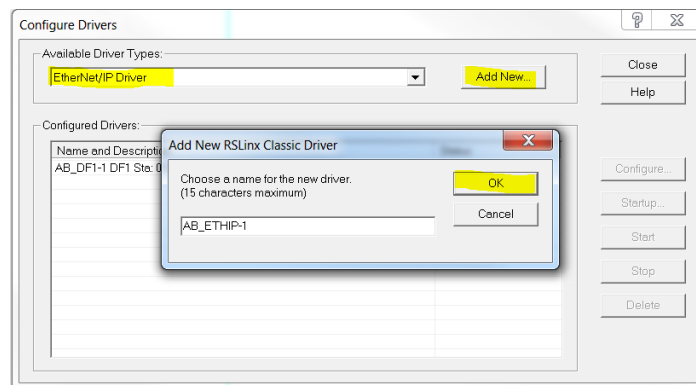 Configure Drivers
Available Driver Types:
EtherNet/IP Driver
Add New...
Close
Help
Configured Drivers:
Name and Descriptio
Status
AB_DF1-1 DF1 Sta: 0
Add New RSLinx Classic Driver
Choose a name for the new driver.
(15 characters maximum)
OK
Cancel
AB_ETHIP-1
Configure...
Startup...
Start
Stop
Delete